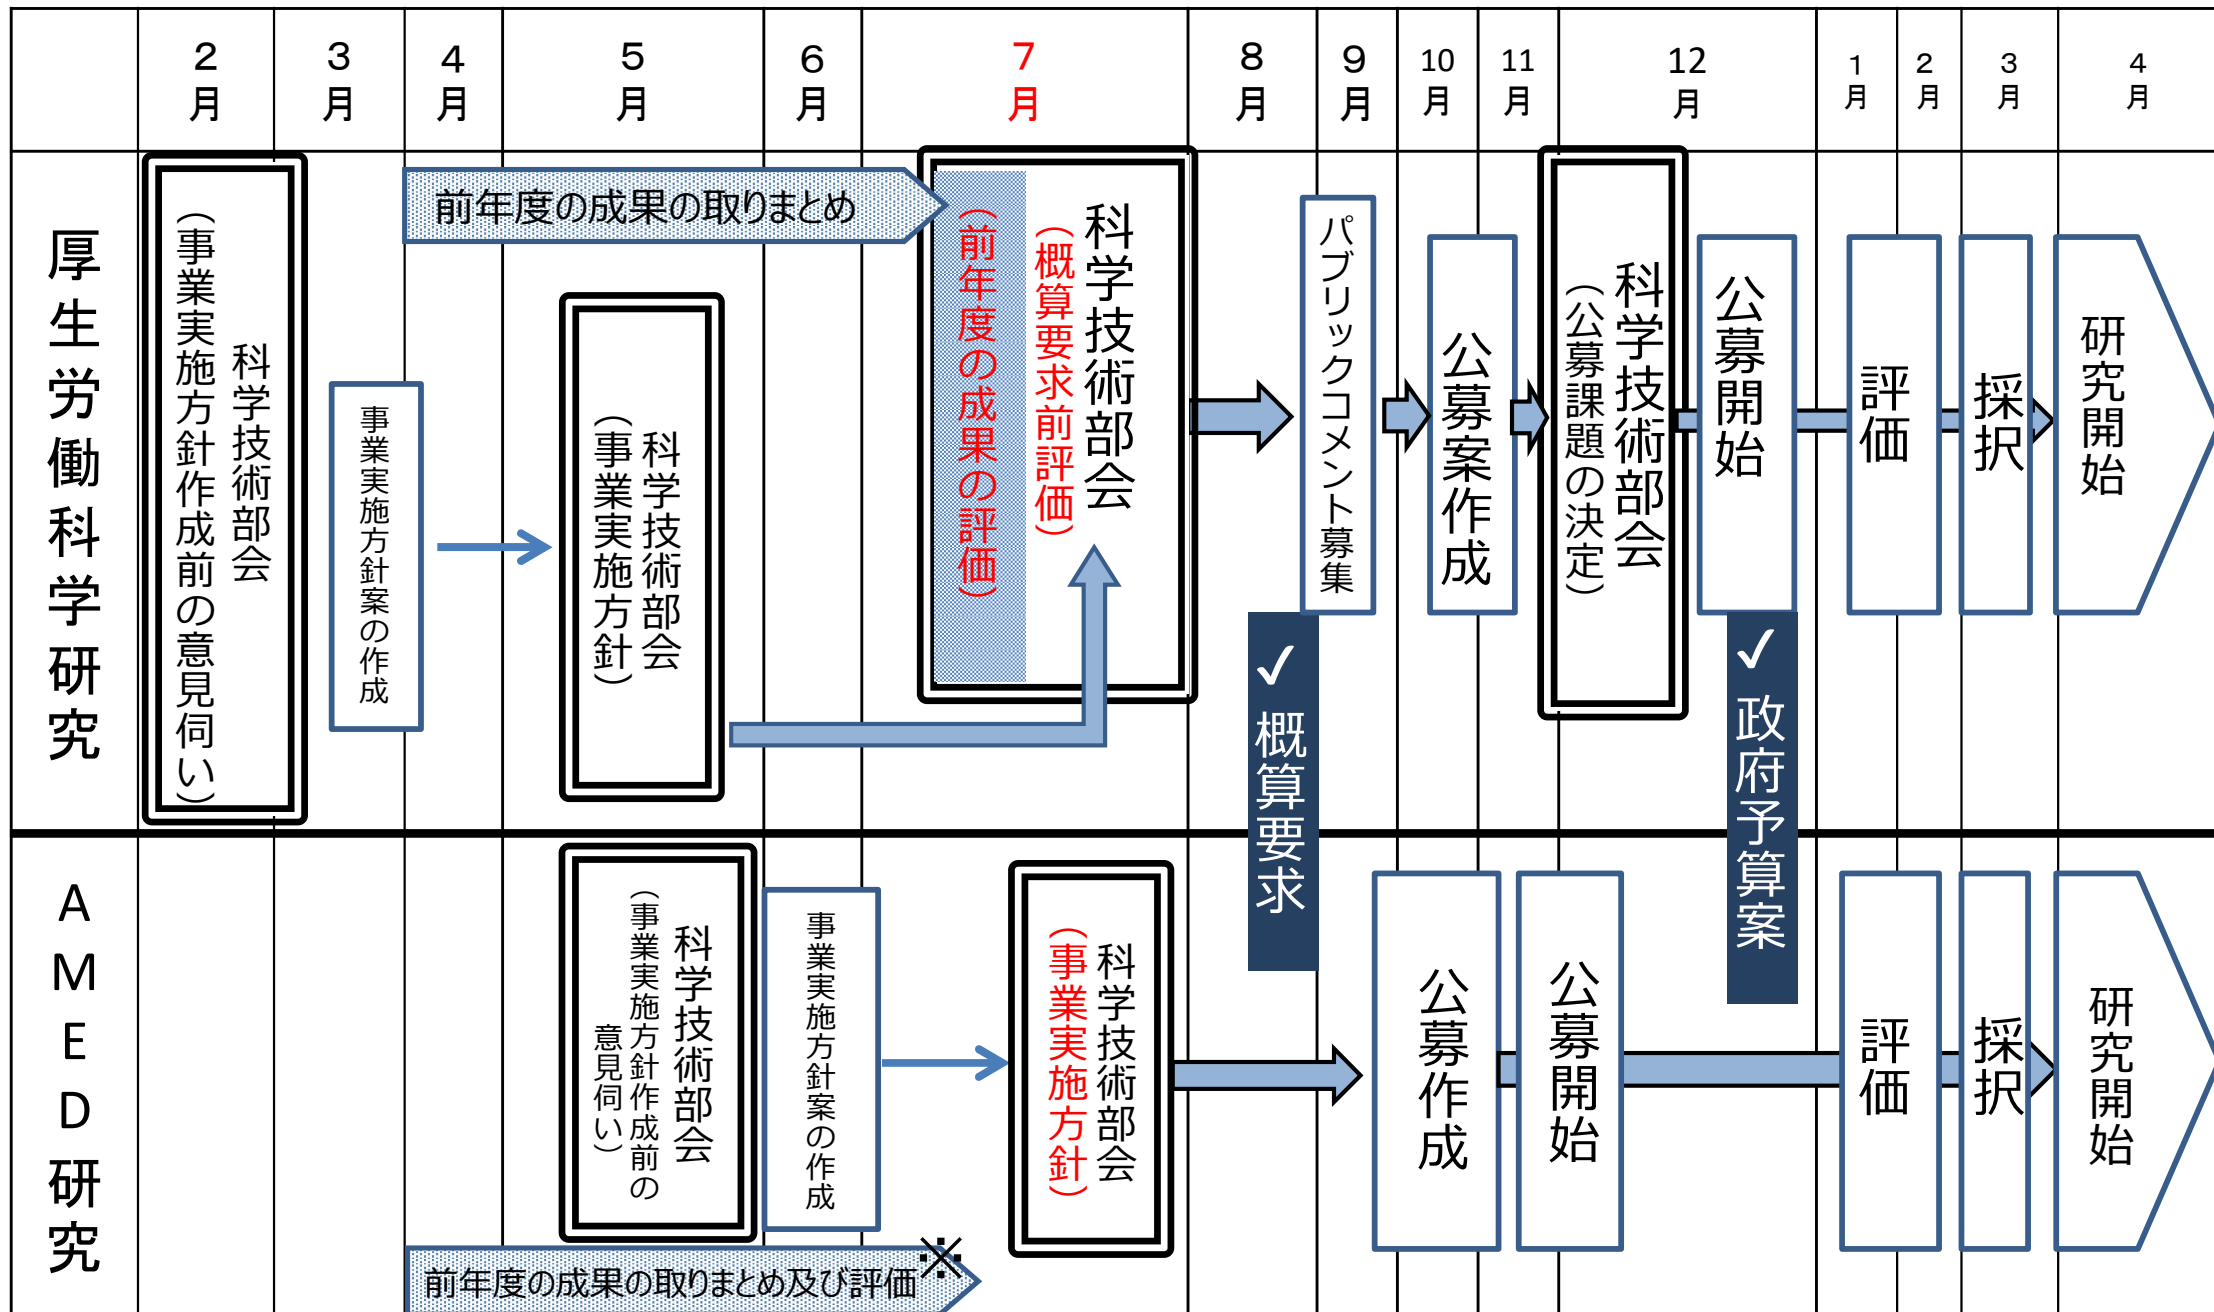 2月
3月
4月
5月
6月
7月
8月
9月
10月
11月
12月
1月
2月
3月
4月
厚生労働科学研究
科学技術部会
（事業実施方針作成前の意見伺い）
事業実施方針案の作成
前年度の成果の取りまとめ
科学技術部会
（事業実施方針）
科学技術部会
（概算要求前評価）
（前年度の成果の評価）
パブリックコメント募集
公募案作成
科学技術部会
（公募課題の決定）
公募開始
評価
採択
研究開始
✓概算要求
✓政府予算案
AMED研究
科学技術部会
（事業実施方針作成前の
意見伺い）
事業実施方針案の作成
科学技術部会
（事業実施方針）
公募作成
公募開始
評価
採択
研究開始
前年度の成果の取りまとめ及び評価※